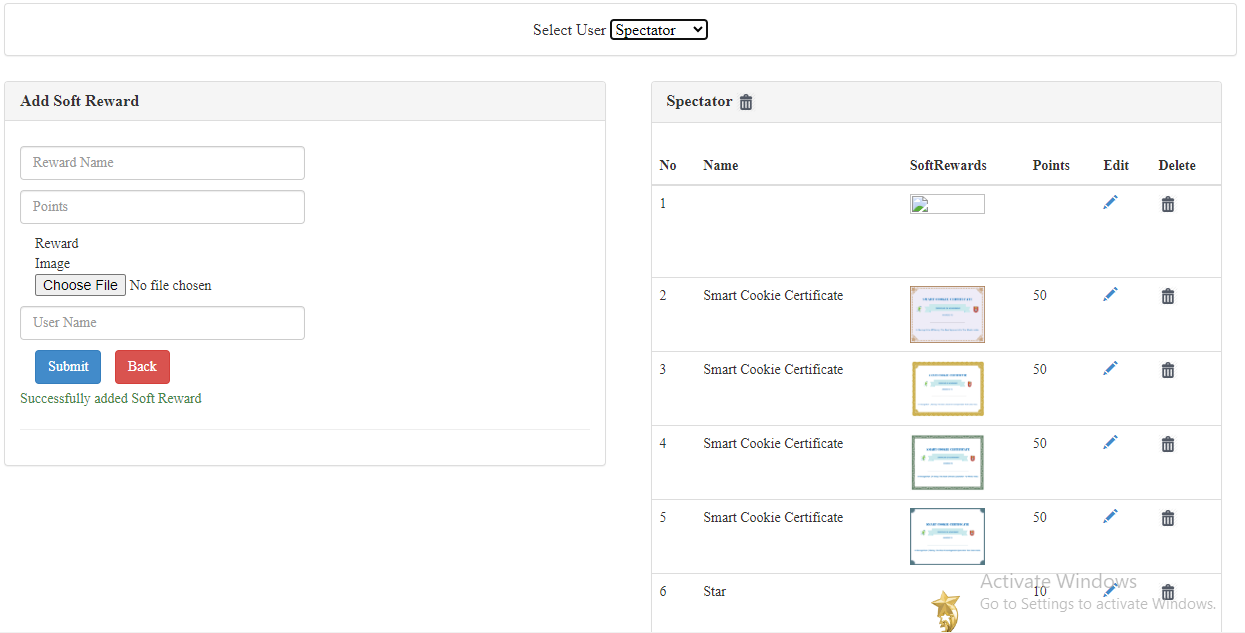 Select User Spectator
Add Soft Reward
Reward Name
Points
Reward
Image
Choose File No file chosen
User Name
Submit Back
Successfully added Soft Reward
Spectator
No Name SoftRewards Points Edit Delete
1
2 Smart Cookie Certificate 50
3 Smart Cookie Certificate 50
4 Smart Cookie Certificate 50
5 Smart Cookie Certificate 50
6 Star 10
Activate Windows
Go to Settings to activate Windows.